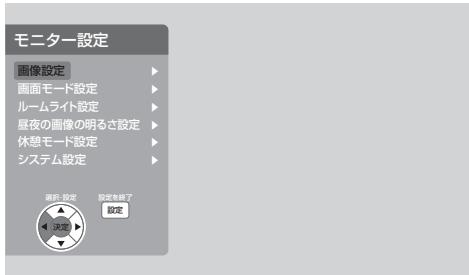 モニター設定
画像設定
画面モード設定
ルームライト設定
昼夜の画像の明るさ設定
休憩モード設定
システム設定
選択・設定
設定を終了
決定
設定